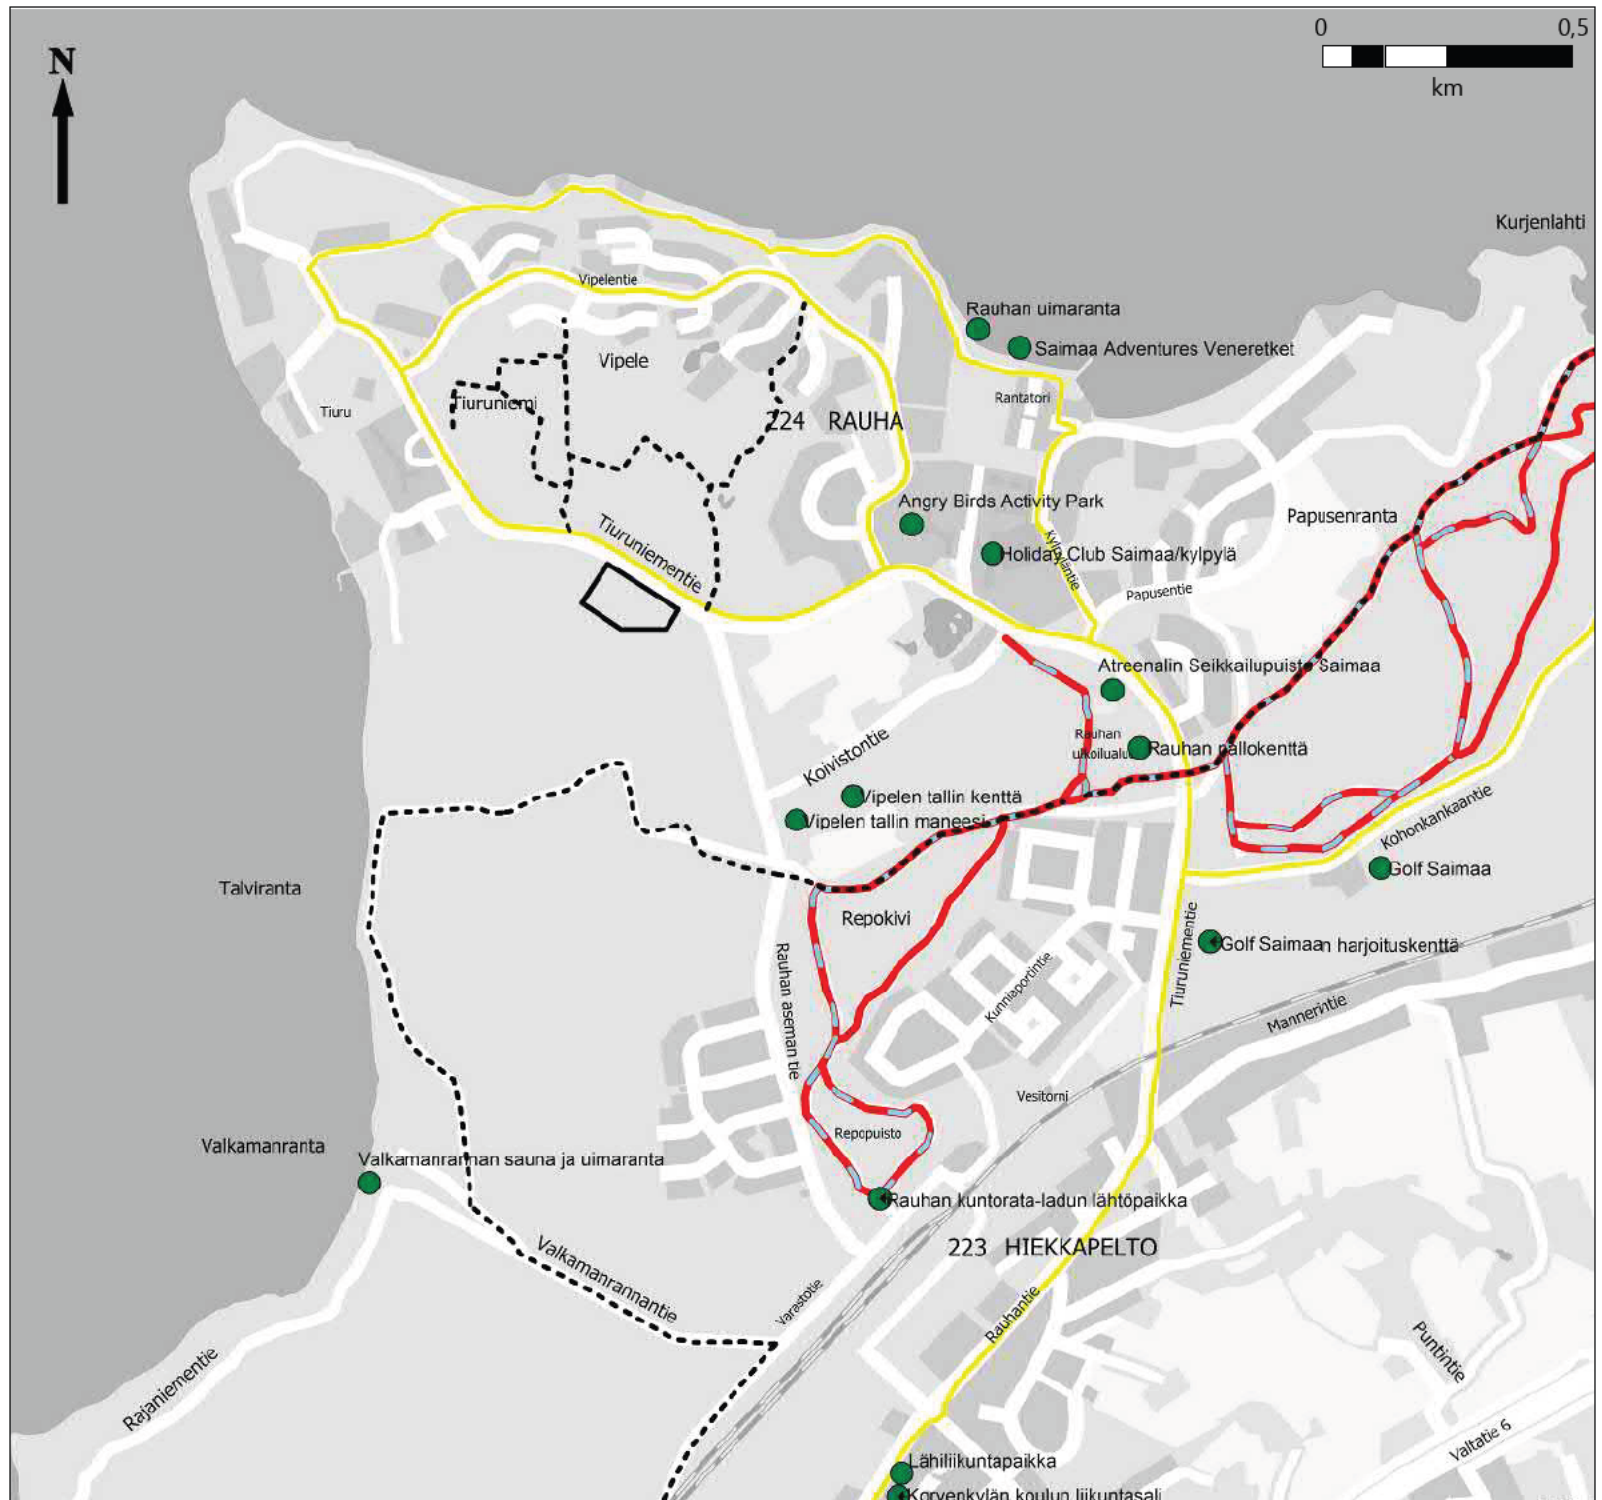 0 0,5
km
N
Kurjenlahti
Vipelentie
Rauhan uimaranta
Saimaa Adventures Veneretket
Vipele
Rantatori
Tiuruniemi
Tiuru
224 RAUHA
Angry Birds Activity Park
Papusenranta
Tiuruniementie
Holiday Club Saimaa/kylpylä
Kylpyläntie
Papusentie
Atreenalin Seikkailupuisto Saimaa
Rauhan
ulkoilualue
Rauhan pallokenttä
Koivistontie
Vipelen tallin kenttä
Vipelen tallin maneesi
Kohonkankaantie
Golf Saimaa
Talviranta
Repokivi
Tiuruniementie
Golf Saimaan harjoituskenttä
Rauhan aseman tie
Kunniaportintie
Mannerintie
Vesitorni
Repopuisto
Valkamanranta
Valkamanrannan sauna ja uimaranta
Rauhan kuntorata-ladun lähtöpaikka
223 HIEKKAPELTO
Valkamanrannantie
Varastotie
Rauhantie
Puntintie
Rajaniementie
Valtatie 6
Lähiliikuntapaikka
Korvenkylän koulun liikuntasali